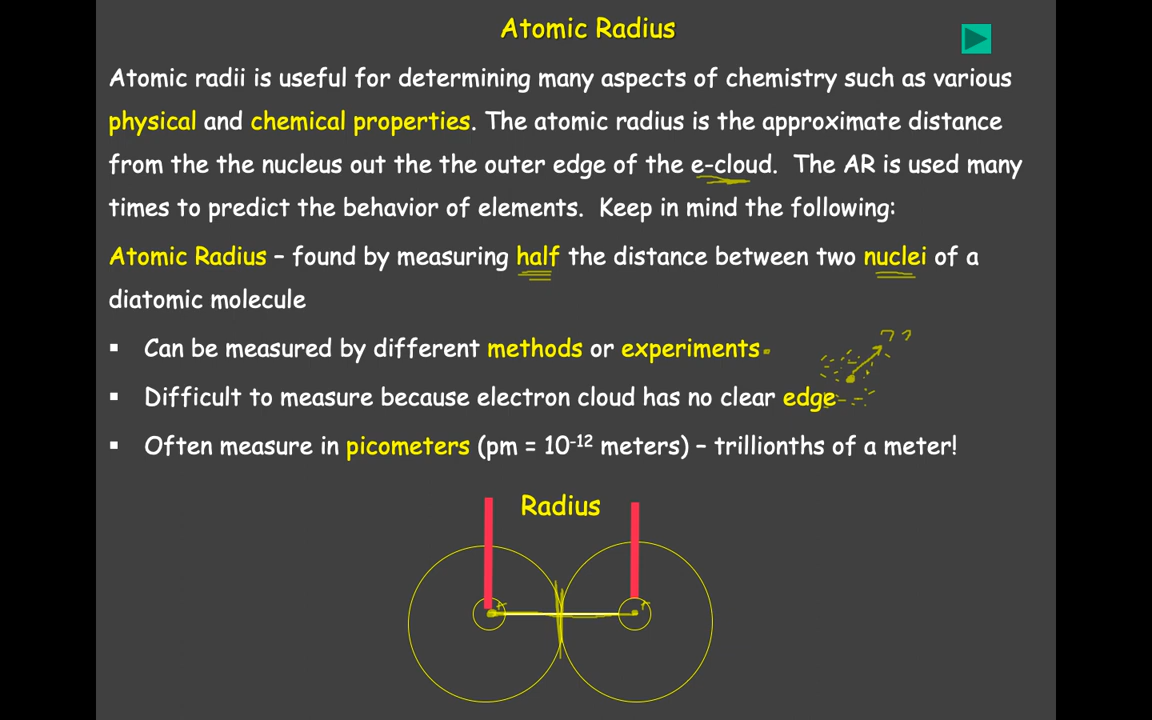 Atomic Radius
Atomic radii is useful for determining many aspects of chemistry such as various
physical and chemical properties. The atomic radius is the approximate distance
from the the nucleus out the the outer edge of the e-cloud. The AR is used many
times to predict the behavior of elements. Keep in mind the following:
Atomic Radius – found by measuring half the distance between two nuclei of a
diatomic molecule
▪ Can be measured by different methods or experiments
▪ Difficult to measure because electron cloud has no clear edge
▪ Often measure in picometers (pm = 10⁻¹² meters) – trillionths of a meter!
Radius